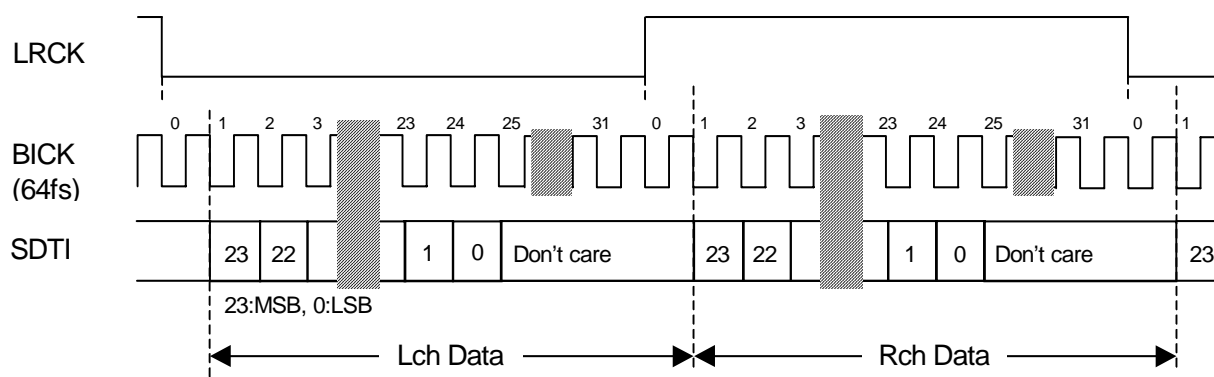 LRCK
0 1 2 3 23 24 25 31 0 1 2 3 23 24 25 31 0 1
BICK
(64fs)
SDTI 23 22 1 0 Don't care 23 22 1 0 Don't care 23
23:MSB, 0:LSB
Lch Data Rch Data